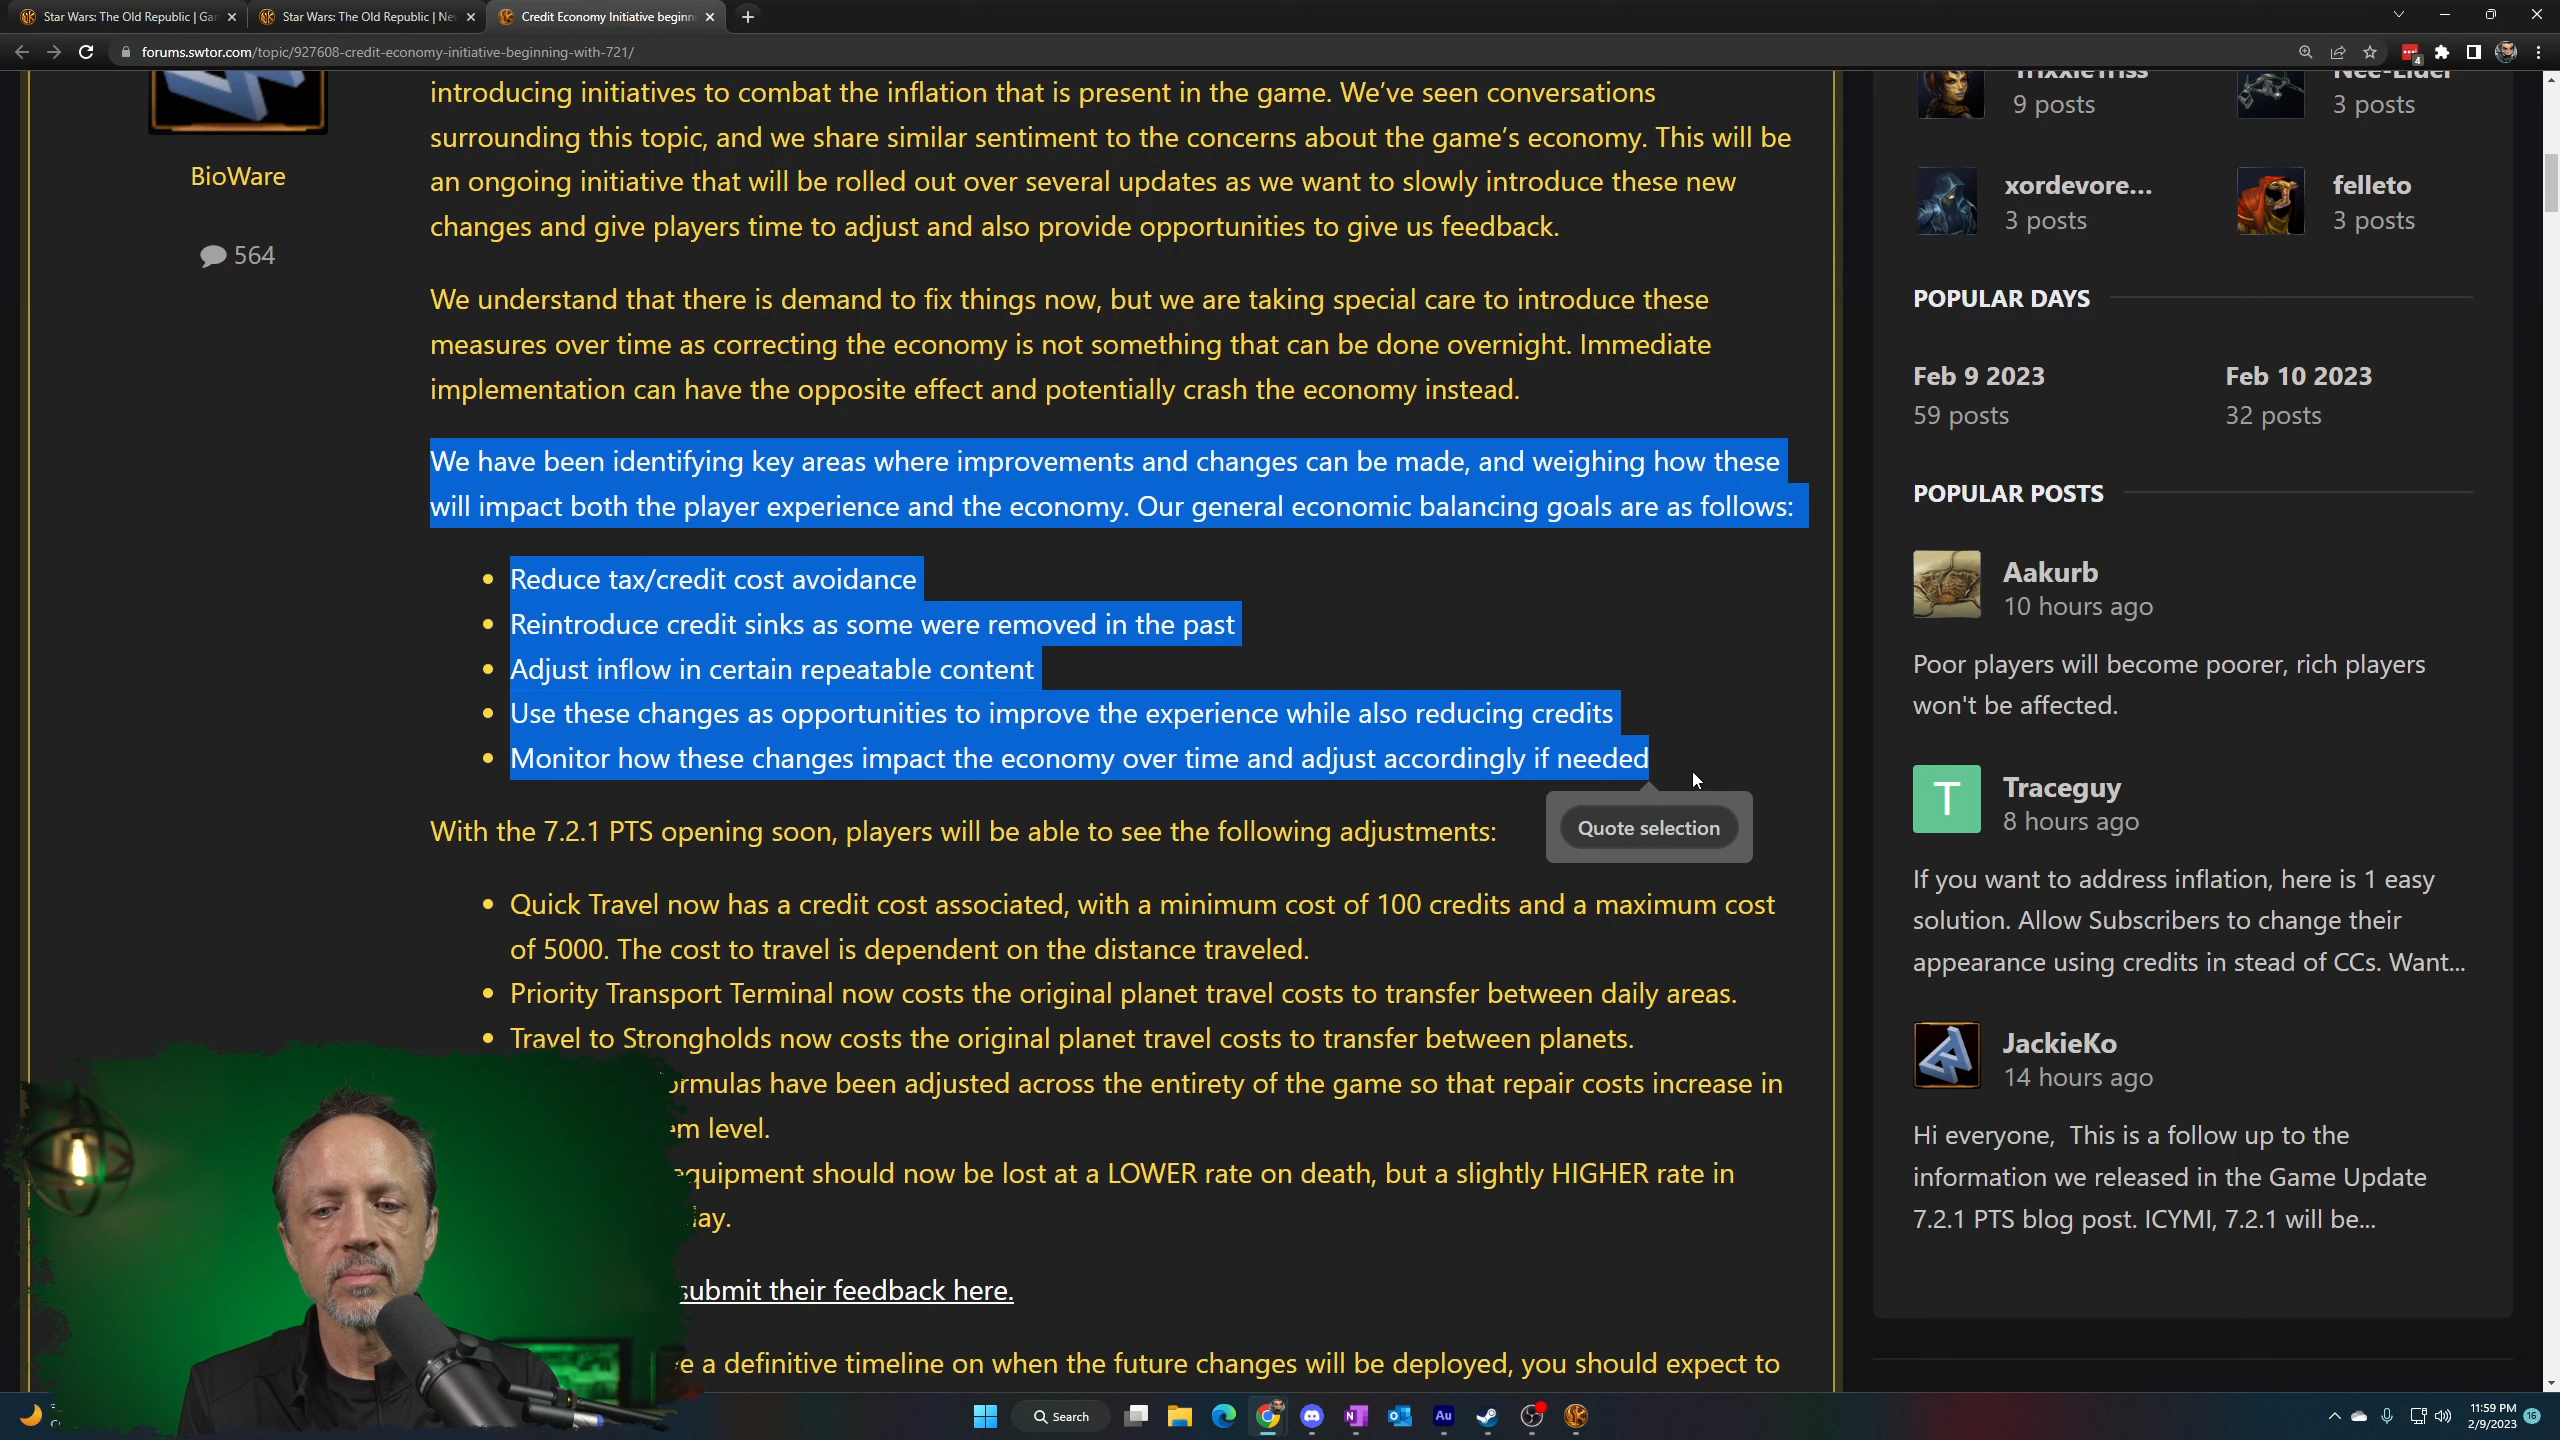 Star Wars: The Old Republic | Ga
Star Wars: The Old Republic | Ne
Credit Economy Initiative beginn
forums.swtor.com/topic/927608-credit-economy-initiative-beginning-with-721/
4
introducing initiatives to combat the inflation that is present in the game. We've seen conversations
surrounding this topic, and we share similar sentiment to the concerns about the game's economy. This will be
an ongoing initiative that will be rolled out over several updates as we want to slowly introduce these new
changes and give players time to adjust and also provide opportunities to give us feedback.
BioWare
564
We understand that there is demand to fix things now, but we are taking special care to introduce these
measures over time as correcting the economy is not something that can be done overnight. Immediate
implementation can have the opposite effect and potentially crash the economy instead.
We have been identifying key areas where improvements and changes can be made, and weighing how these
will impact both the player experience and the economy. Our general economic balancing goals are as follows:
• Reduce tax/credit cost avoidance
• Reintroduce credit sinks as some were removed in the past
• Adjust inflow in certain repeatable content
• Use these changes as opportunities to improve the experience while also reducing credits
• Monitor how these changes impact the economy over time and adjust accordingly if needed
Quote selection
With the 7.2.1 PTS opening soon, players will be able to see the following adjustments:
• Quick Travel now has a credit cost associated, with a minimum cost of 100 credits and a maximum cost
of 5000. The cost to travel is dependent on the distance traveled.
• Priority Transport Terminal now costs the original planet travel costs to transfer between daily areas.
• Travel to Strongholds now costs the original planet travel costs to transfer between planets.
ormulas have been adjusted across the entirety of the game so that repair costs increase in
em level.
equipment should now be lost at a LOWER rate on death, but a slightly HIGHER rate in
lay.
submit their feedback here.
e a definitive timeline on when the future changes will be deployed, you should expect to
TrixxieTriss
9 posts
Nee-Elder
3 posts
xordevore...
3 posts
felleto
3 posts
POPULAR DAYS
Feb 9 2023
59 posts
Feb 10 2023
32 posts
POPULAR POSTS
Aakurb
10 hours ago
Poor players will become poorer, rich players
won't be affected.
T
Traceguy
8 hours ago
If you want to address inflation, here is 1 easy
solution. Allow Subscribers to change their
appearance using credits in stead of CCs. Want...
JackieKo
14 hours ago
Hi everyone, This is a follow up to the
information we released in the Game Update
7.2.1 PTS blog post. ICYMI, 7.2.1 will be...
Search
Au
11:59 PM
2/9/2023
16